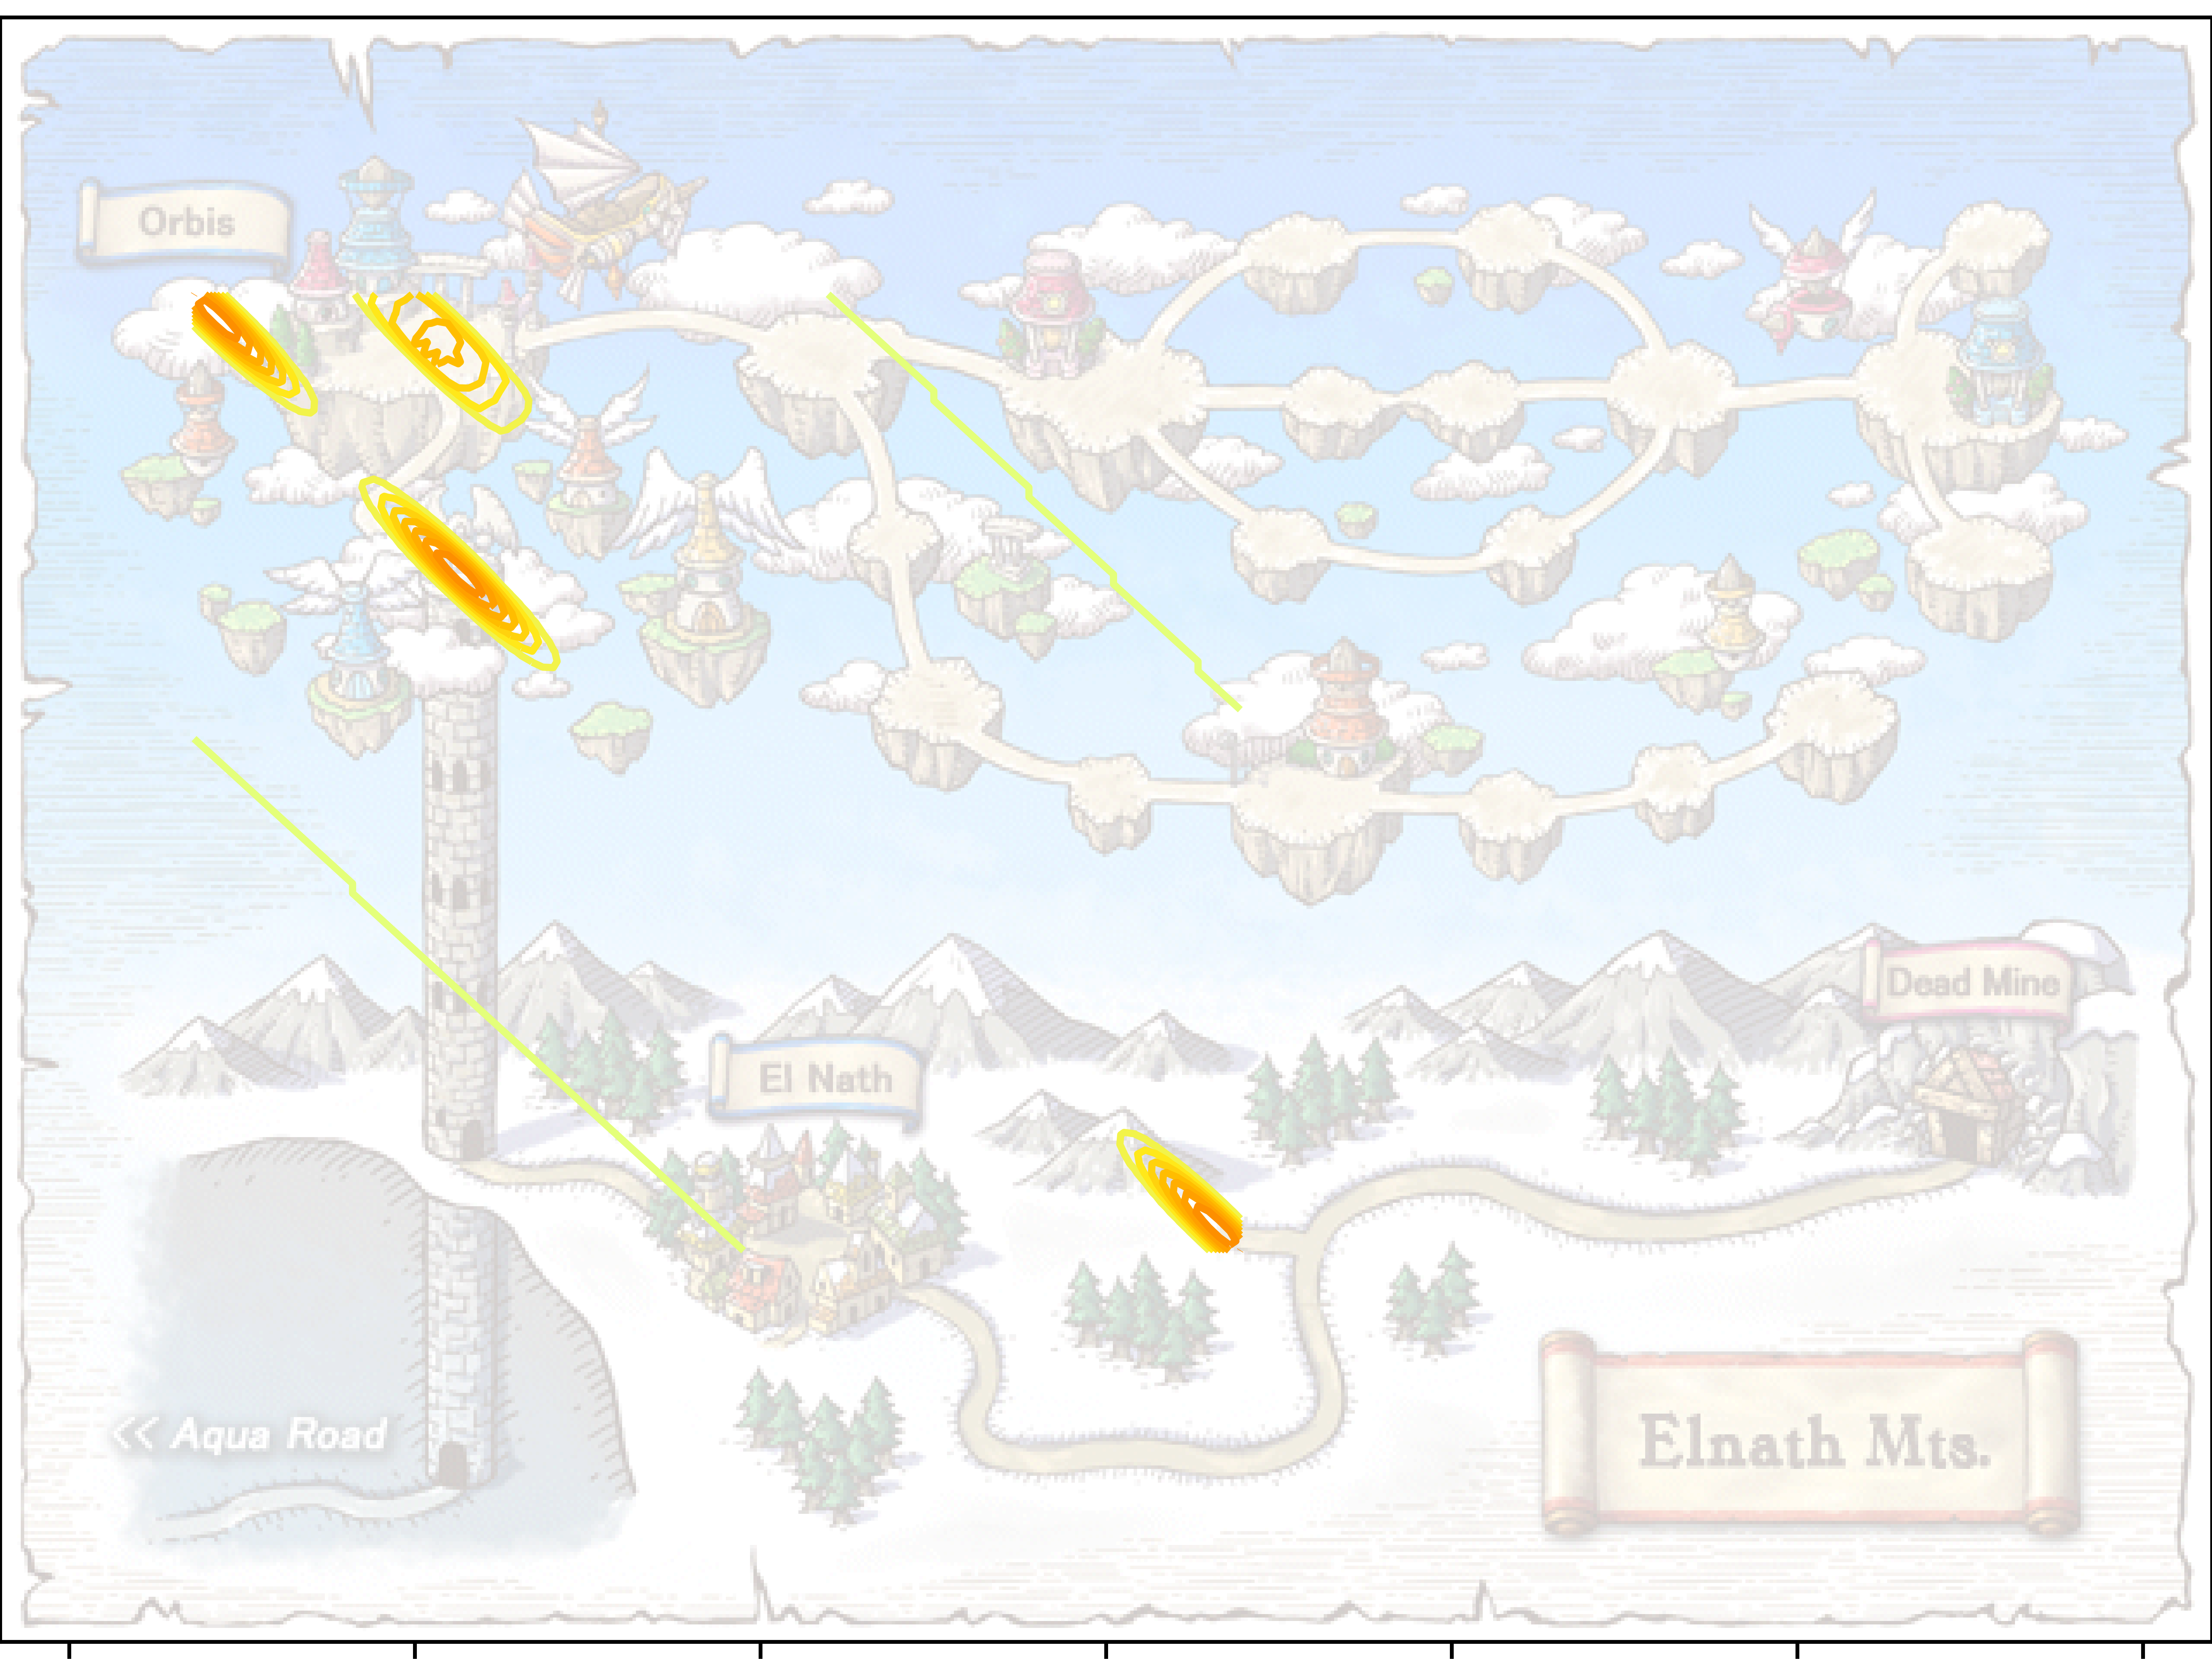 Orbis
Dead Mine
El Nath
<< Aqua Road
Elnath Mts.